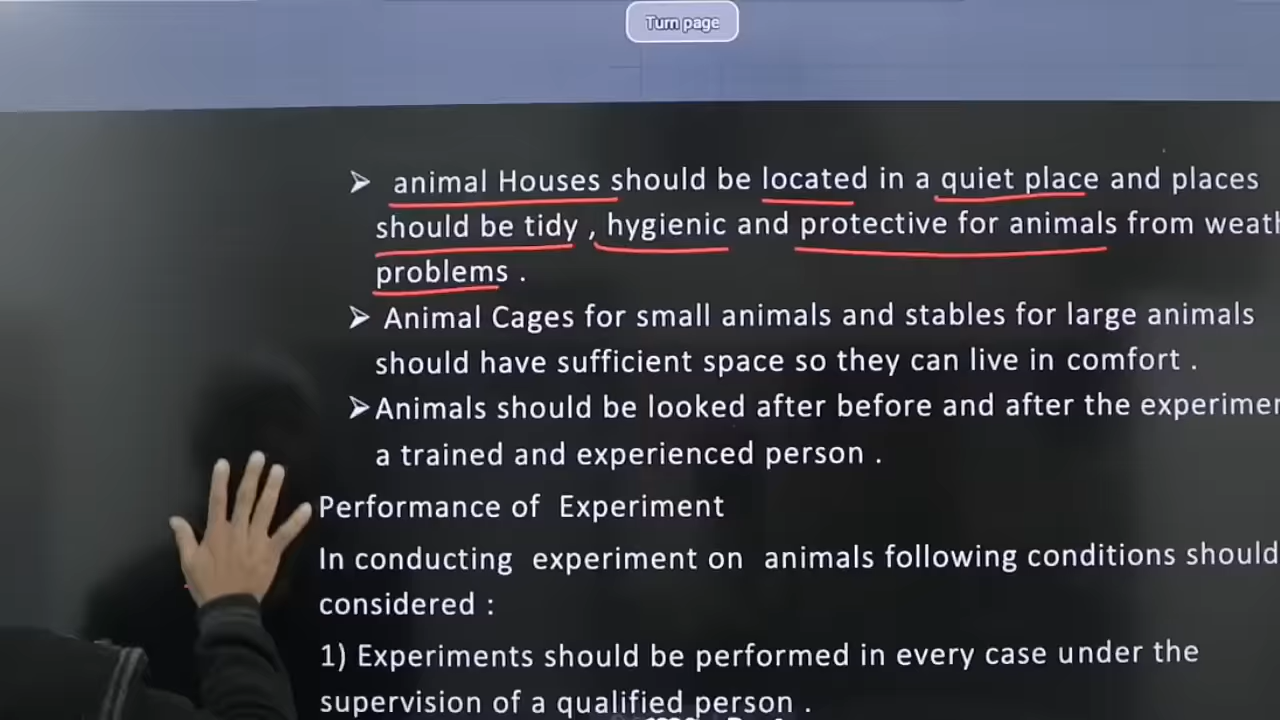 Turn page
➢ animal Houses should be located in a quiet place and places
should be tidy , hygienic and protective for animals from
problems .
➢ Animal Cages for small animals and stables for large animals
should have sufficient space so they can live in comfort .
➢ Animals should be looked after before and after the
a trained and experienced person .
Performance of Experiment
In conducting experiment on animals following conditions should
considered :
1) Experiments should be performed in every case under the
supervision of a qualified person .